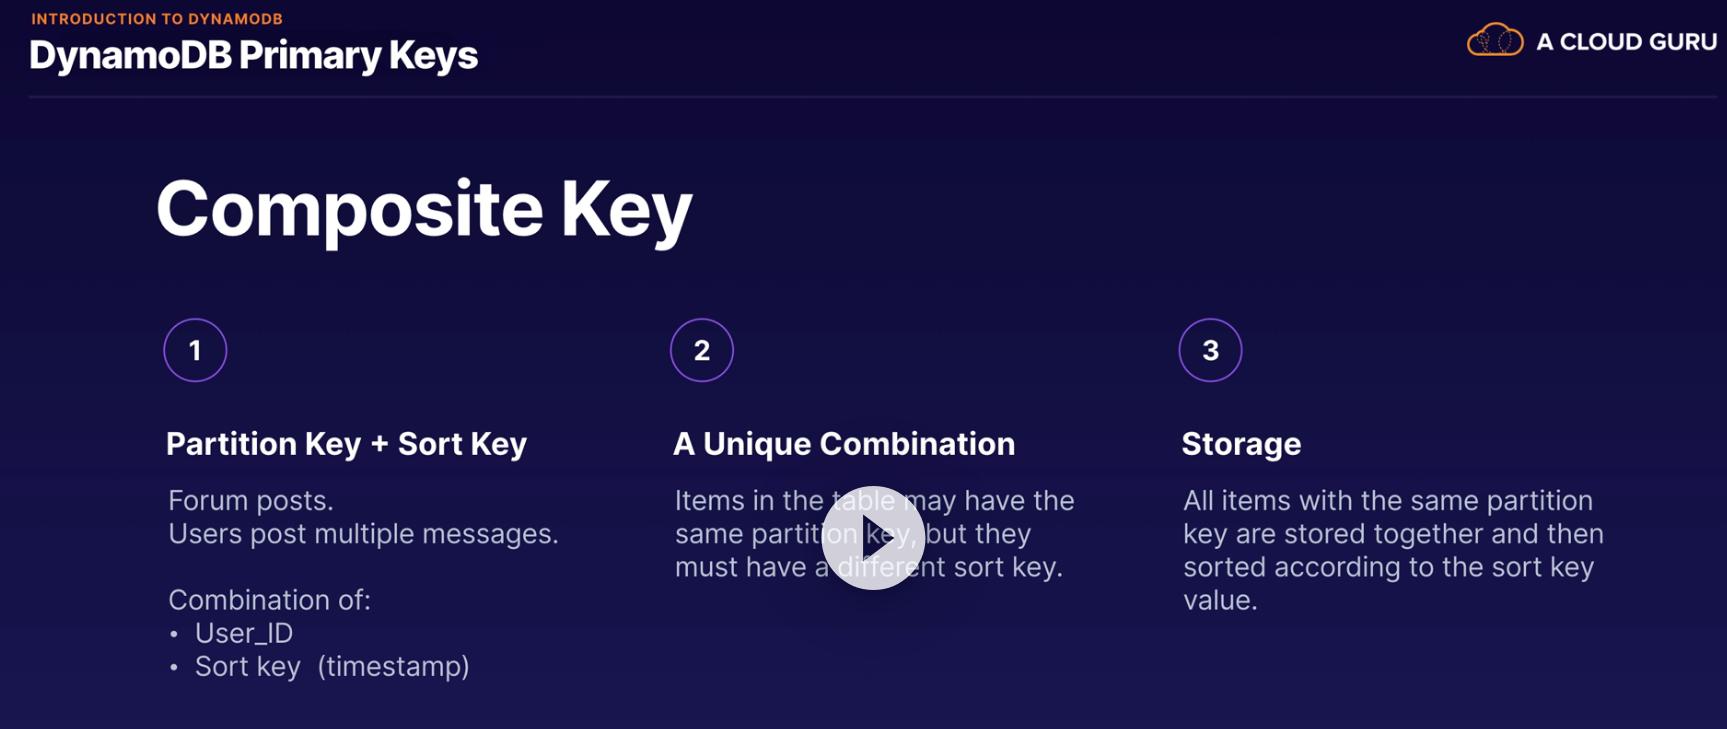 INTRODUCTION TO DYNAMODB
DynamoDB Primary Keys
A CLOUD GURU
Composite Key
1
Partition Key + Sort Key
Forum posts.
Users post multiple messages.
Combination of:
• User_ID
• Sort key (timestamp)
2
A Unique Combination
Items in the table may have the
same partition key, but they
must have a different sort key.
3
Storage
All items with the same partition
key are stored together and then
sorted according to the sort key
value.